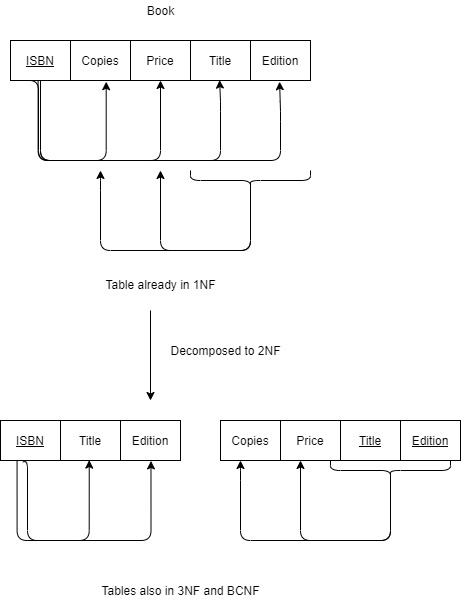 Book
ISBN Copies Price Title Edition
Table already in 1NF
Decomposed to 2NF
ISBN Title Edition Copies Price Title Edition
Tables also in 3NF and BCNF